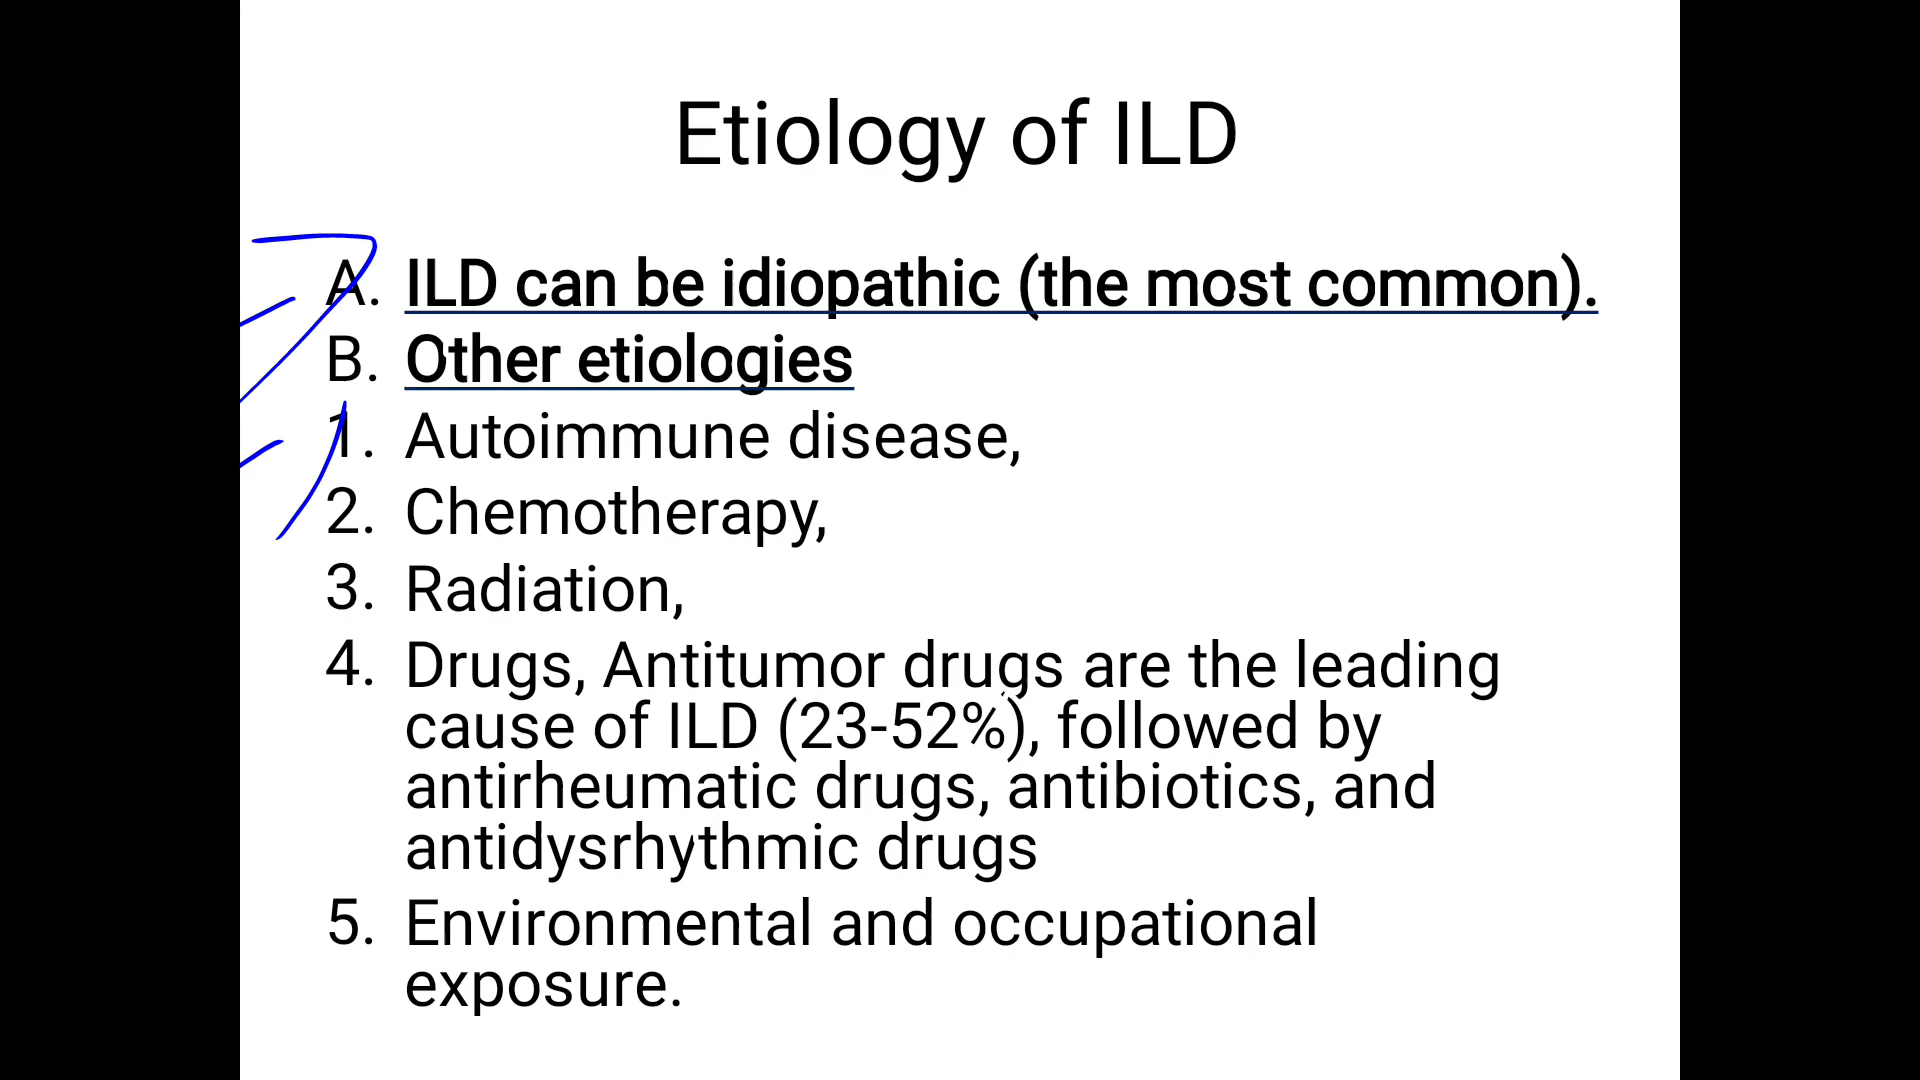 Etiology of ILD
A. ILD can be idiopathic (the most common).
B. Other etiologies
1. Autoimmune disease,
2. Chemotherapy,
3. Radiation,
4. Drugs, Antitumor drugs are the leading
cause of ILD (23-52%), followed by
antirheumatic drugs, antibiotics, and
antidysrhythmic drugs
5. Environmental and occupational
exposure.